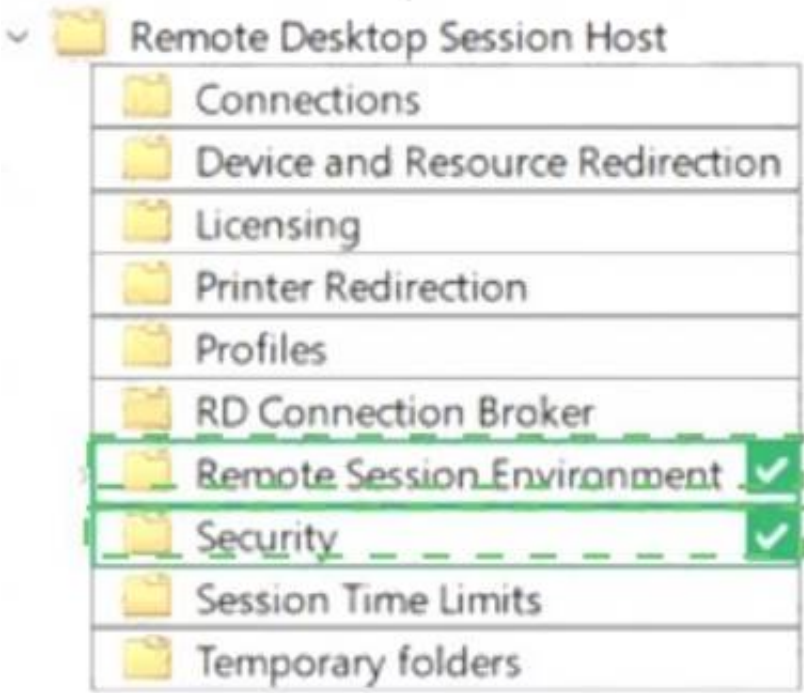 Remote Desktop Session Host
Connections
Device and Resource Redirection
Licensing
Printer Redirection
Profiles
RD Connection Broker
Remote Session Environment
Security
Session Time Limits
Temporary folders